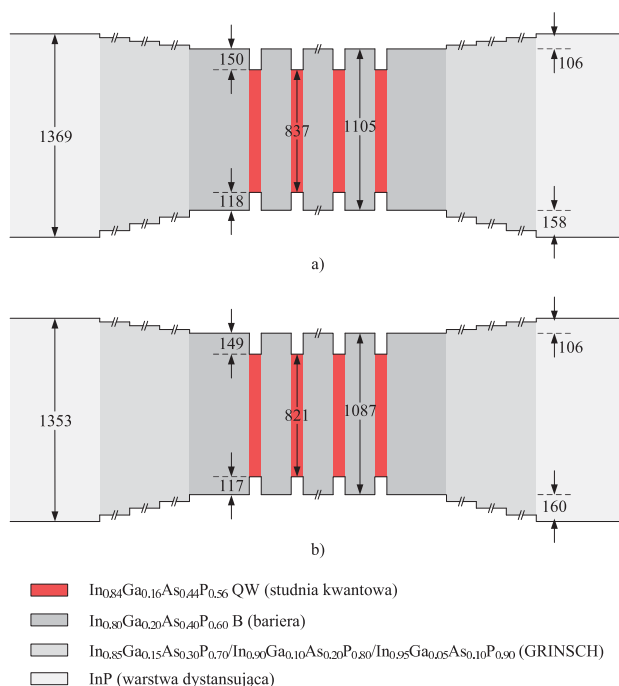 150
106
1369
837
1105
118
158
a)
149
106
1353
821
1087
117
160
b)
In0.84Ga0.16As0.44P0.56 QW (studnia kwantowa)
In0.80Ga0.20As0.40P0.60 B (bariera)
In0.85Ga0.15As0.30P0.70/In0.90Ga0.10As0.20P0.80/In0.95Ga0.05As0.10P0.90 (GRINSCH)
InP (warstwa dystansująca)